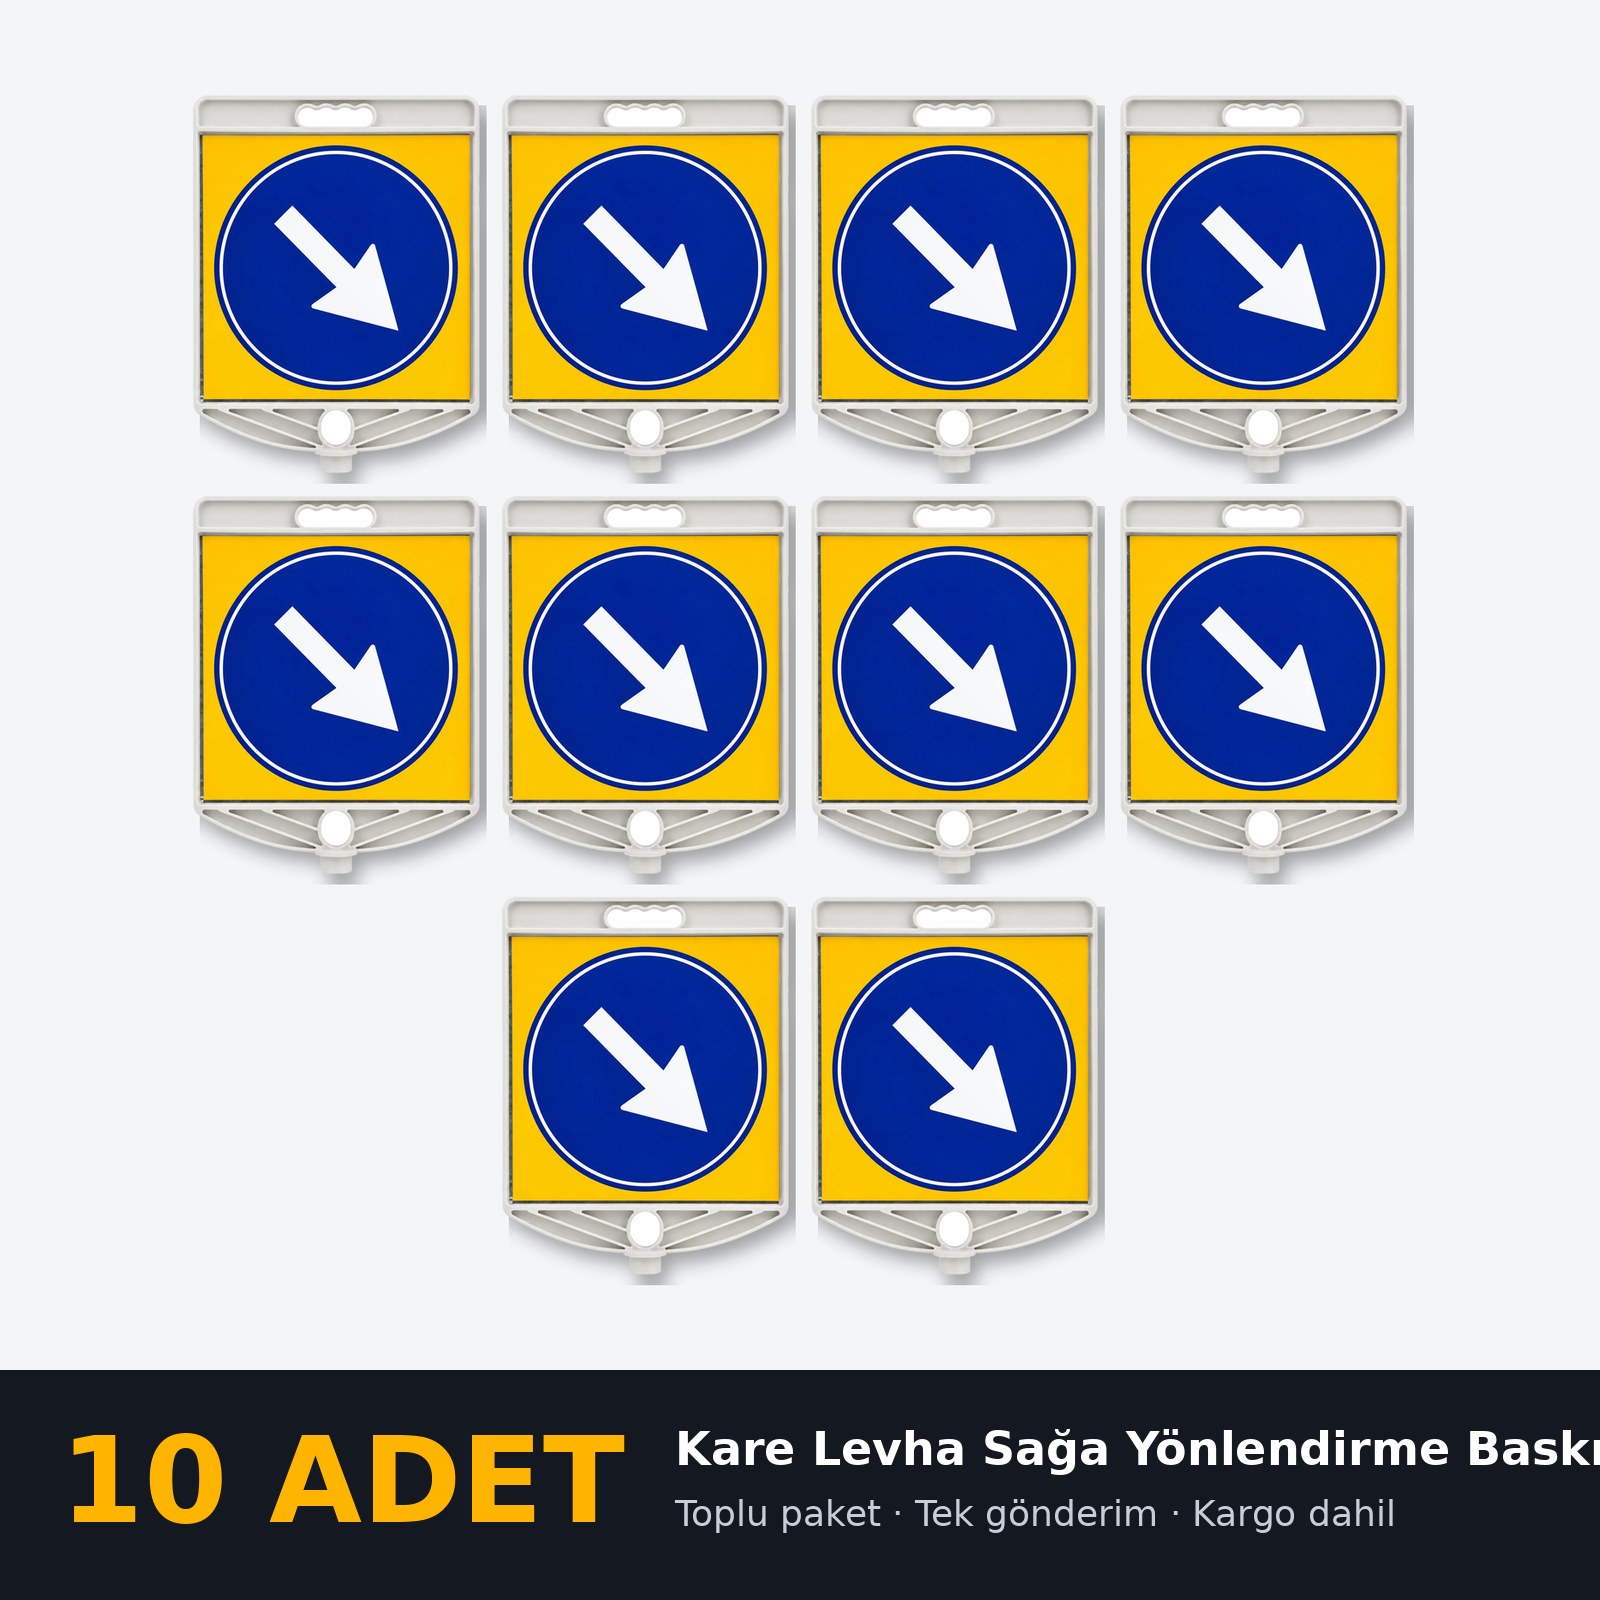 10 ADET
Kare Levha Sağa Yönlendirme
Toplu paket · Tek gönderim · Kargo dahil